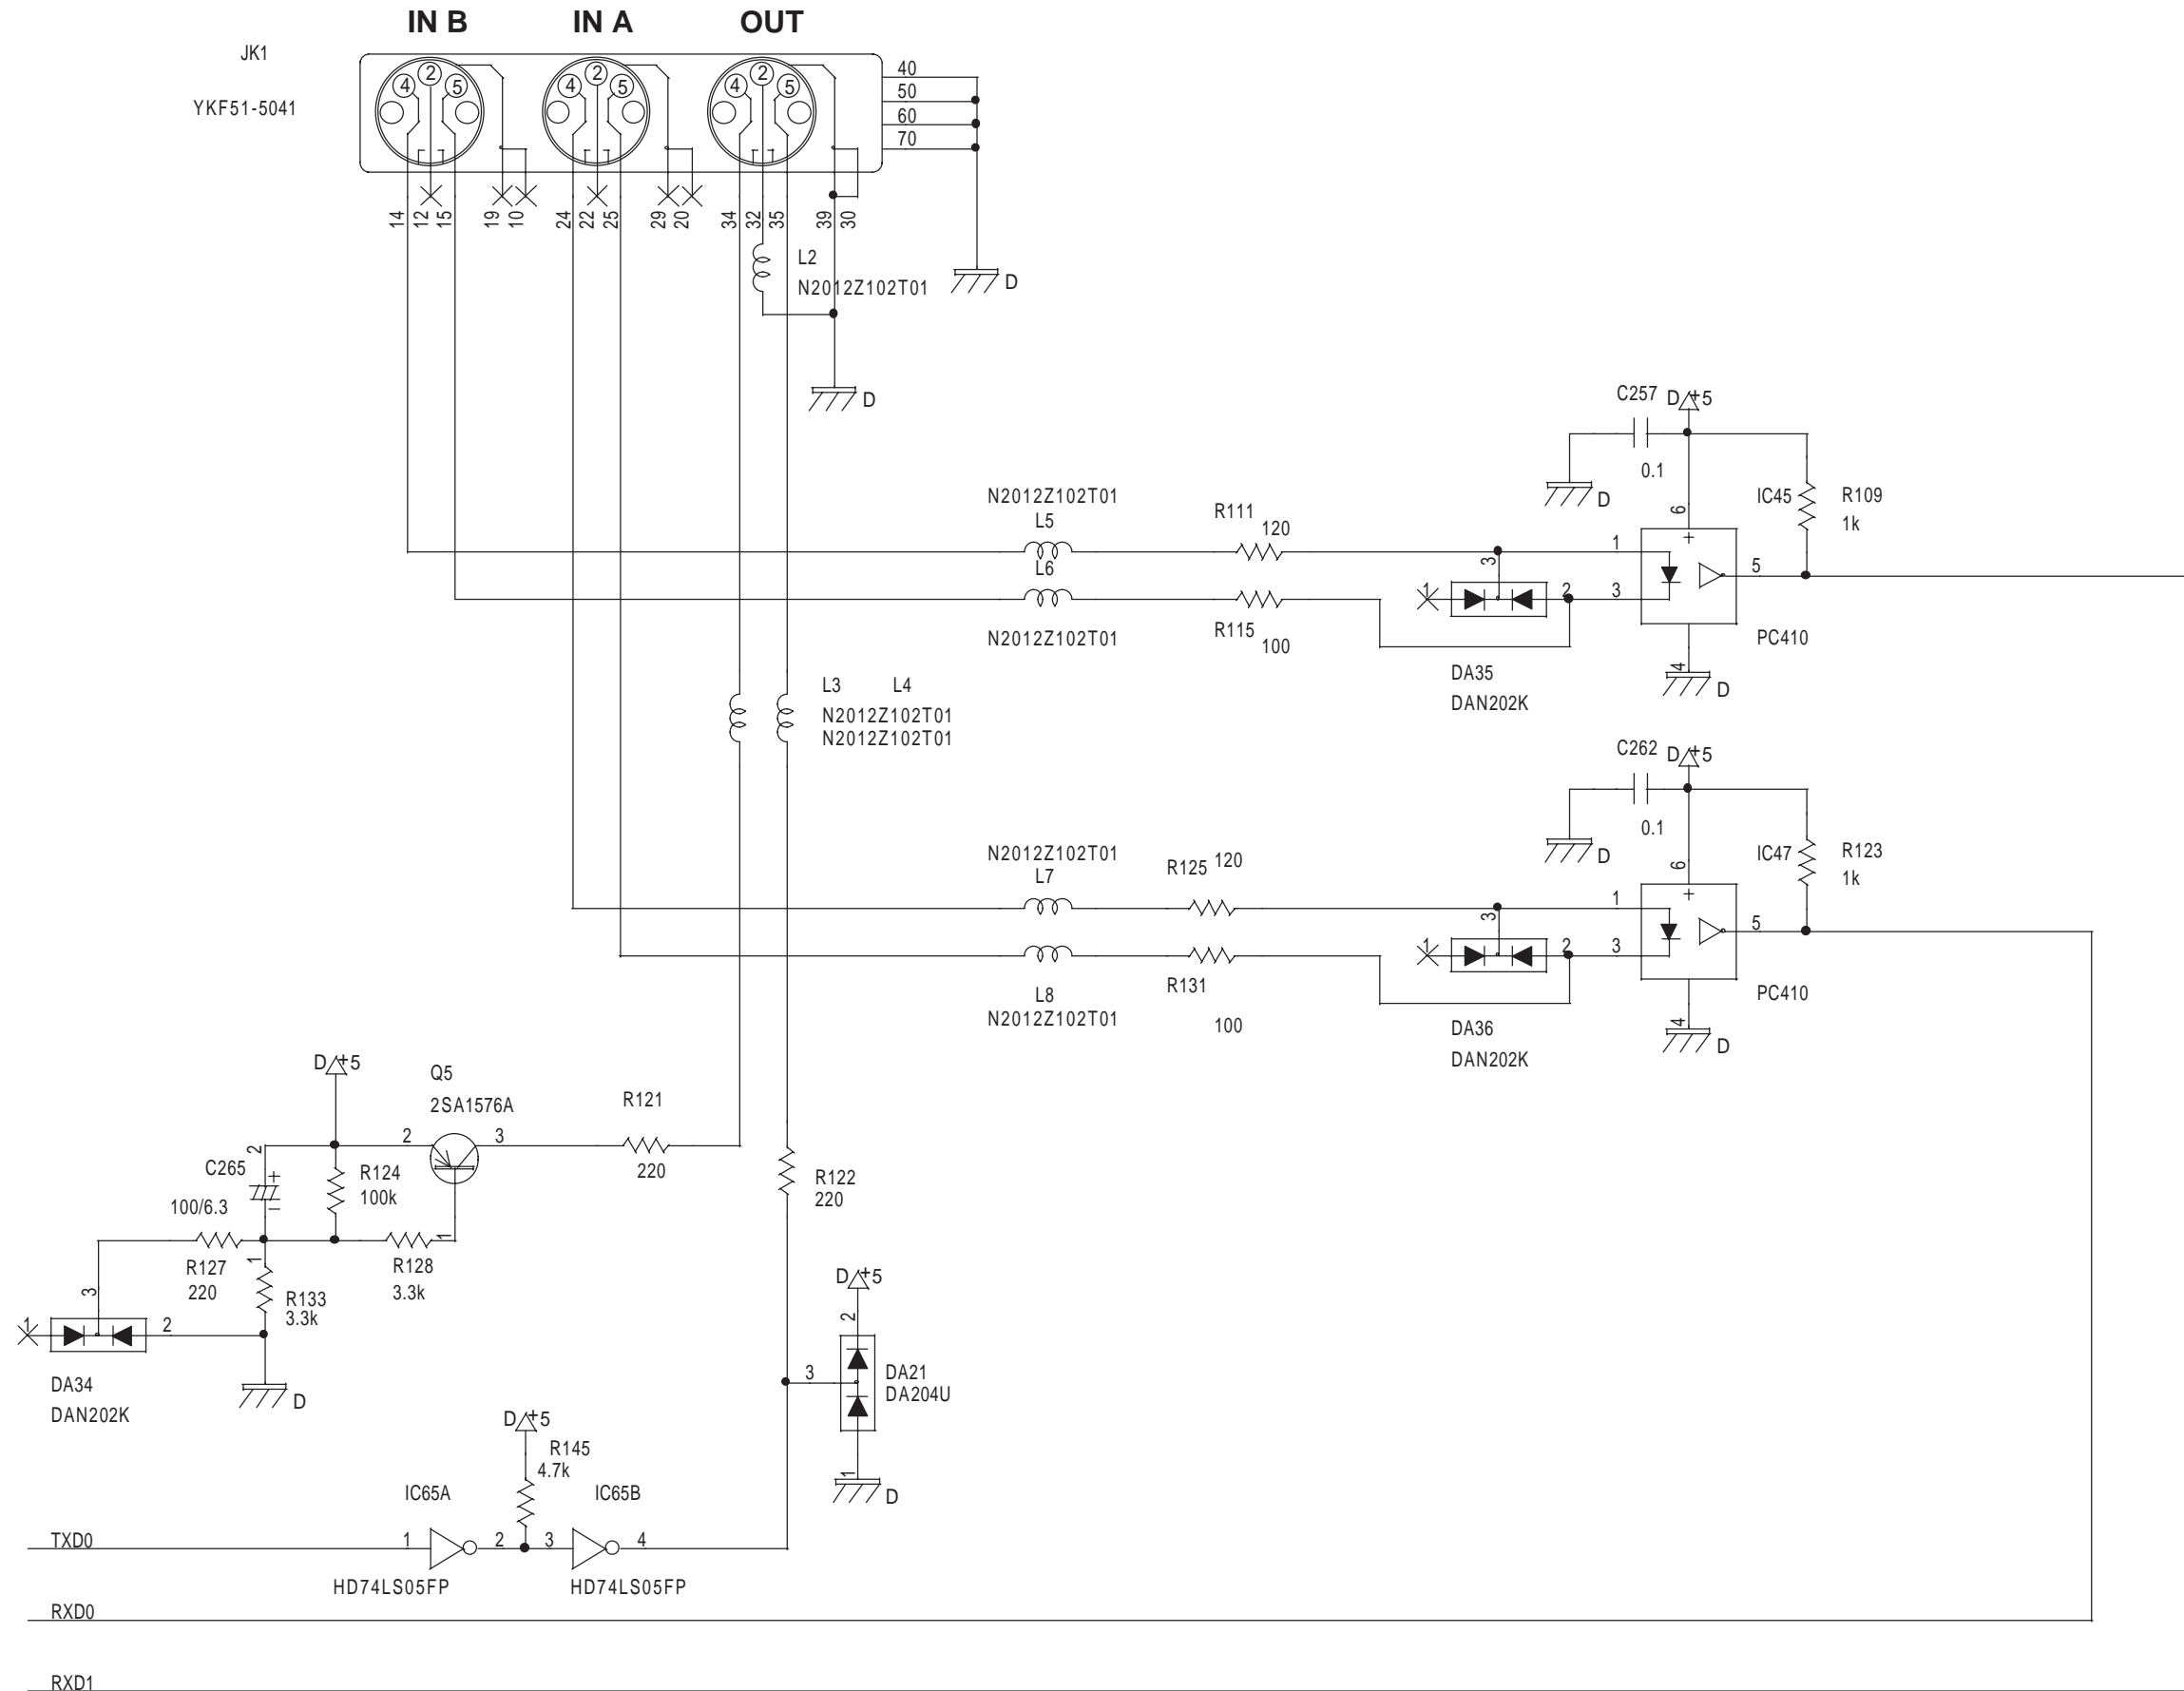 IN B IN A OUT
JK1
YKF51-5041
4 2 5 4 2 5 4 2 5
40
50
60
70
14 12 15 19 10 24 22 25 29 20 34 32 35 39 30
L2
N2012Z102T01
D
D
C257 D +5
0.1
D
N2012Z102T01
L5
R111
120
IC45
R109
1k
6
+
1
3
5
L6
1 2 3
N2012Z102T01
R115
100
PC410
4
D
DA35
DAN202K
L3 L4
N2012Z102T01
N2012Z102T01
C262 D +5
0.1
D
N2012Z102T01
L7
R125 120
IC47
R123
1k
6
+
1
3
5
1 2 3
R131
100
L8
N2012Z102T01
PC410
4
D
DA36
DAN202K
D +5
Q5
2SA1576A
R121
220
2 3
2
C265
+
100/6.3
−
R124
100k
R122
220
1
1
R127
220
R128
3.3k
R133
3.3k
3
1 2
D
DA34
DAN202K
D +5
2
3
DA21
DA204U
1
D
D +5
R145
4.7k
IC65A IC65B
TXD0 1 2 3 4
HD74LS05FP HD74LS05FP
RXD0
RXD1